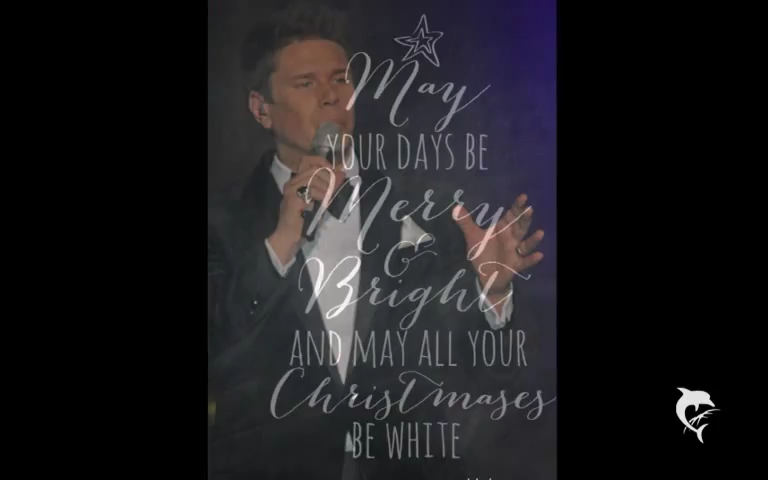 May
YOUR DAYS BE
Merry
&
Bright
AND MAY ALL YOUR
Christmases
BE WHITE